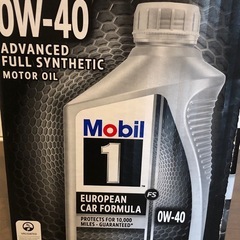 0W-40
ADVANCED
FULL SYNTHETIC
MOTOR OIL
Mobil
1
FS
EUROPEAN
CAR FORMULA
0W-40
PROTECTS FOR 10,000
MILES - GUARANTEED*